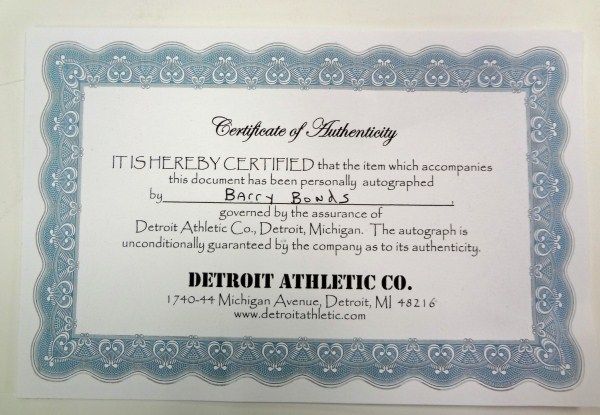 Certificate of Authenticity
IT IS HEREBY CERTIFIED that the item which accompanies
this document has been personally autographed
by Barry Bonds,
governed by the assurance of
Detroit Athletic Co., Detroit, Michigan. The autograph is
unconditionally guaranteed by the company as to its authenticity.
DETROIT ATHLETIC CO.
1740-44 Michigan Avenue, Detroit, MI 48216
www.detroitathletic.com